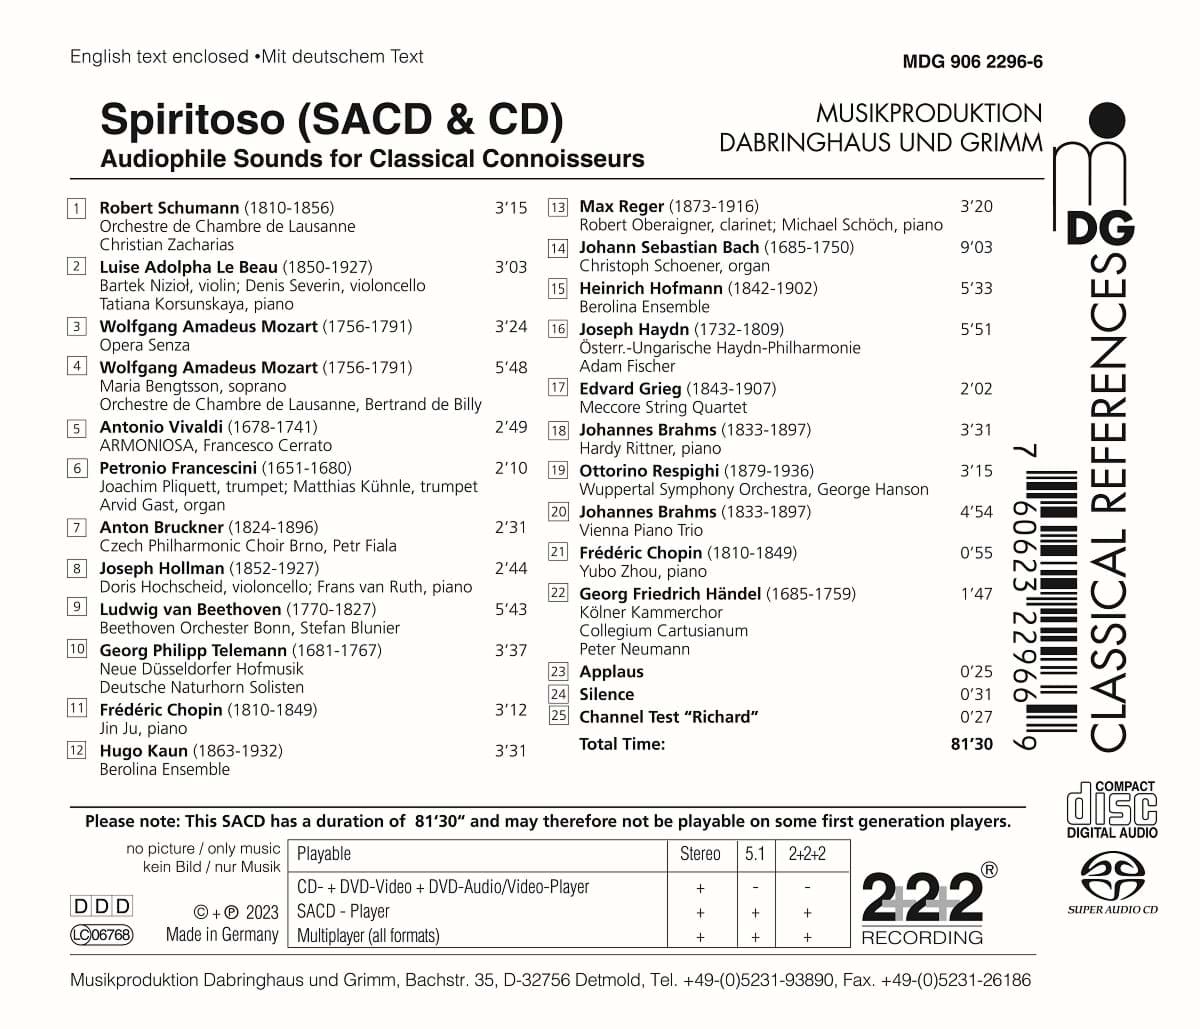 English text enclosed •Mit deutschem Text
MDG 906 2296-6
Spiritoso (SACD & CD)
Audiophile Sounds for Classical Connoisseurs
MUSIKPRODUKTION
DABRINGHAUS UND GRIMM
MDG
CLASSICAL REFERENCES
1 Robert Schumann (1810-1856) 3’15
Orchestre de Chambre de Lausanne
Christian Zacharias
2 Luise Adolpha Le Beau (1850-1927) 3’03
Bartek Nizioł, violin; Denis Severin, violoncello
Tatiana Korsunskaya, piano
3 Wolfgang Amadeus Mozart (1756-1791) 3’24
Opera Senza
4 Wolfgang Amadeus Mozart (1756-1791) 5‘48
Maria Bengtsson, soprano
Orchestre de Chambre de Lausanne, Bertrand de Billy
5 Antonio Vivaldi (1678-1741) 2’49
ARMONIOSA, Francesco Cerrato
6 Petronio Francescini (1651-1680) 2’10
Joachim Pliquett, trumpet; Matthias Kühnle, trumpet
Arvid Gast, organ
7 Anton Bruckner (1824-1896) 2’31
Czech Philharmonic Choir Brno, Petr Fiala
8 Joseph Hollman (1852-1927) 2’44
Doris Hochscheid, violoncello; Frans van Ruth, piano
9 Ludwig van Beethoven (1770-1827) 5’43
Beethoven Orchester Bonn, Stefan Blunier
10 Georg Philipp Telemann (1681-1767) 3’37
Neue Düsseldorfer Hofmusik
Deutsche Naturhorn Solisten
11 Frédéric Chopin (1810-1849) 3’12
Jin Ju, piano
12 Hugo Kaun (1863-1932) 3’31
Berolina Ensemble
13 Max Reger (1873-1916) 3’20
Robert Oberaigner, clarinet; Michael Schöch, piano
14 Johann Sebastian Bach (1685-1750) 9’03
Christoph Schoener, organ
15 Heinrich Hofmann (1842-1902) 5’33
Berolina Ensemble
16 Joseph Haydn (1732-1809) 5’51
Österr.-Ungarische Haydn-Philharmonie
Adam Fischer
17 Edvard Grieg (1843-1907) 2’02
Meccore String Quartet
18 Johannes Brahms (1833-1897) 3’31
Hardy Rittner, piano
19 Ottorino Respighi (1879-1936) 3’15
Wuppertal Symphony Orchestra, George Hanson
20 Johannes Brahms (1833-1897) 4’54
Vienna Piano Trio
21 Frédéric Chopin (1810-1849) 0’55
Yubo Zhou, piano
22 Georg Friedrich Händel (1685-1759) 1’47
Kölner Kammerchor
Collegium Cartusianum
Peter Neumann
23 Applaus 0’25
24 Silence 0’31
25 Channel Test “Richard” 0’27
Total Time: 81’30
7 60623 22966 9
COMPACT
disc
DIGITAL AUDIO
SUPER AUDIO CD
Please note: This SACD has a duration of 81’30“ and may therefore not be playable on some first generation players.
no picture / only music
kein Bild / nur Musik
Playable Stereo 5.1 2+2+2
CD- + DVD-Video + DVD-Audio/Video-Player + - -
SACD - Player + + +
Multiplayer (all formats) + + +
DDD
LC 06768
© + ℗ 2023
Made in Germany
2+2+2®
RECORDING
Musikproduktion Dabringhaus und Grimm, Bachstr. 35, D-32756 Detmold, Tel. +49-(0)5231-93890, Fax. +49-(0)5231-26186